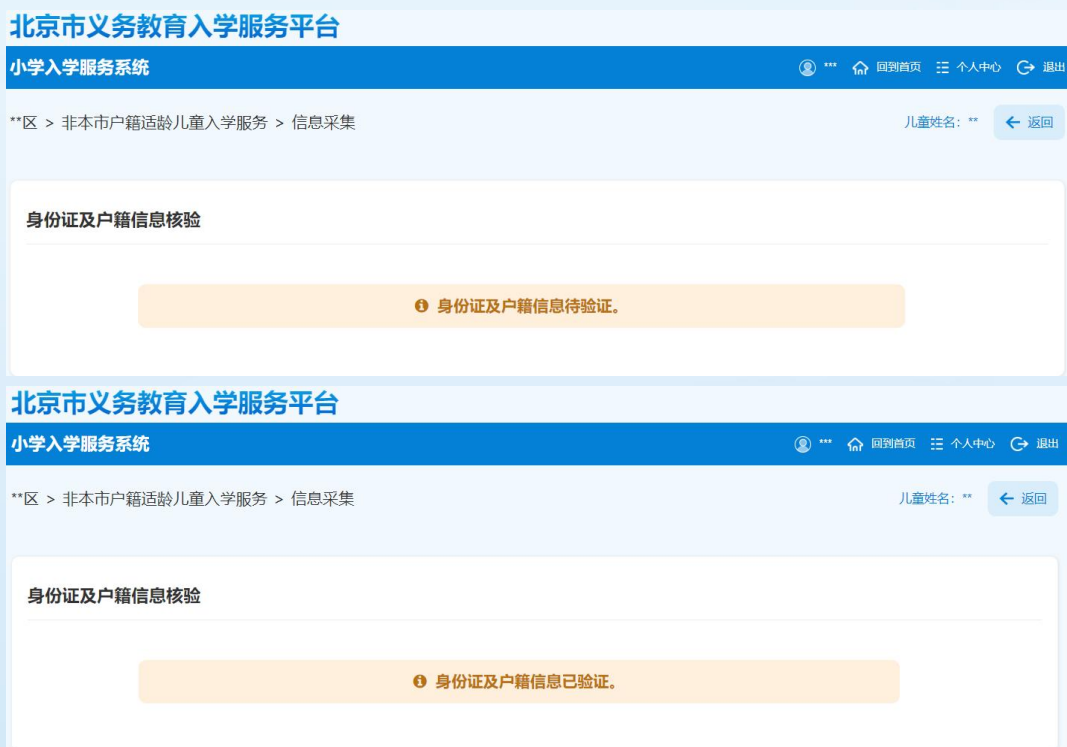 北京市义务教育入学服务平台
小学入学服务系统 *** 回到首页 个人中心 退出
**区 > 非本市户籍适龄儿童入学服务 > 信息采集 儿童姓名：** 返回
身份证及户籍信息核验
身份证及户籍信息待验证。
北京市义务教育入学服务平台
小学入学服务系统 *** 回到首页 个人中心 退出
**区 > 非本市户籍适龄儿童入学服务 > 信息采集 儿童姓名：** 返回
身份证及户籍信息核验
身份证及户籍信息已验证。